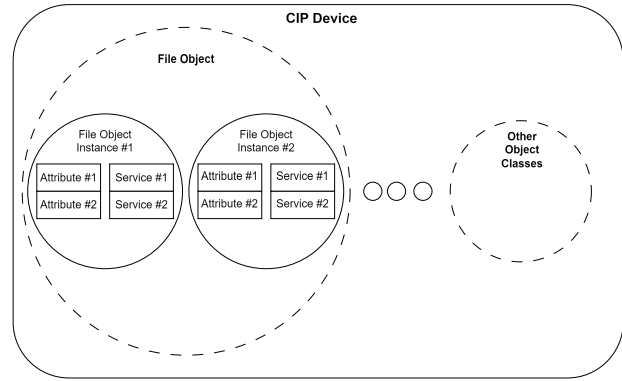 CIP Device
File Object
File Object
Instance #1
Attribute #1
Service #1
Attribute #2
Service #2
File Object
Instance #2
Attribute #1
Service #1
Attribute #2
Service #2
Other
Object
Classes